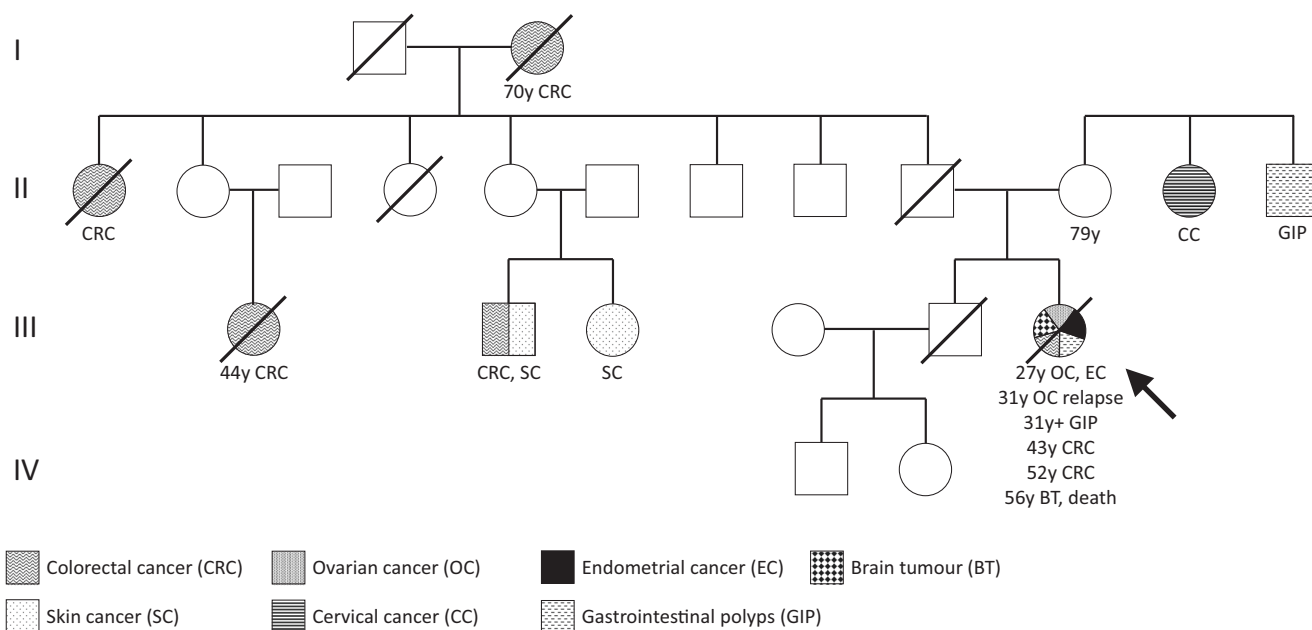 I
70y CRC
II
CRC
79y
CC
GIP
III
44y CRC
CRC, SC
SC
27y OC, EC
31y OC relapse
31y+ GIP
43y CRC
52y CRC
56y BT, death
IV
Colorectal cancer (CRC)
Ovarian cancer (OC)
Endometrial cancer (EC)
Brain tumour (BT)
Skin cancer (SC)
Cervical cancer (CC)
Gastrointestinal polyps (GIP)